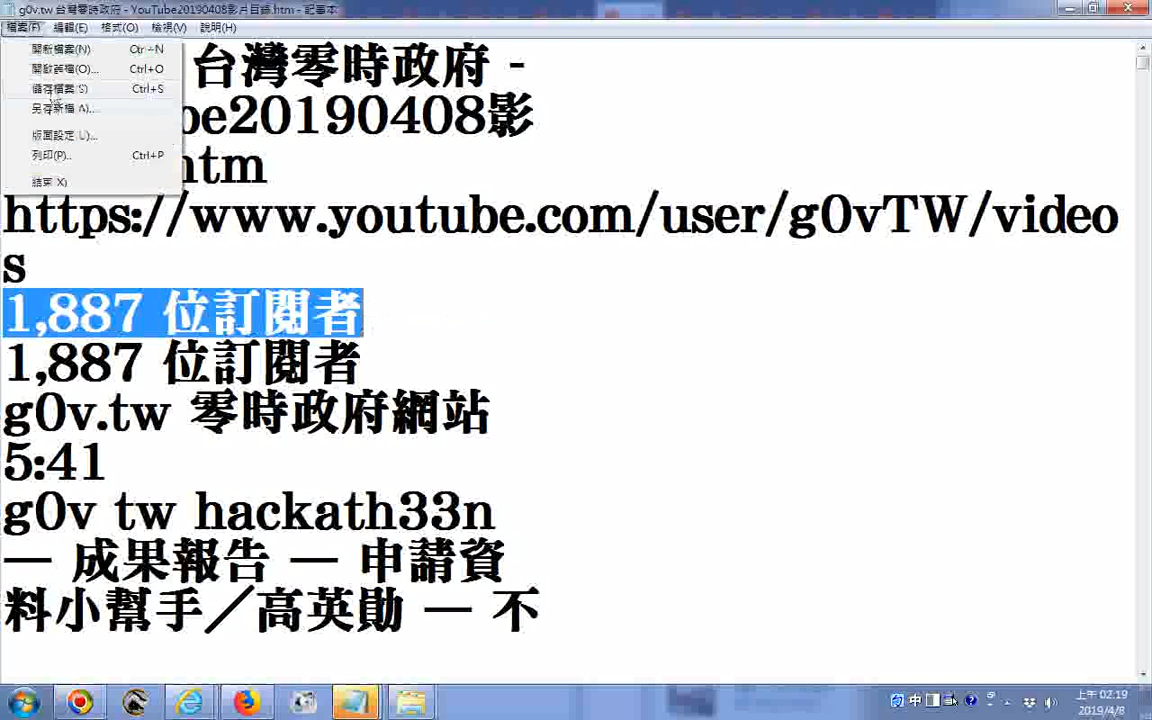 g0v.tw 台灣零時政府 - YouTube20190408影片目錄.htm - 記事本
檔案(F) 編輯(E) 格式(O) 檢視(V) 說明(H)
開新檔案(N) Ctrl+N
開啟舊檔(O)... Ctrl+O
儲存檔案(S) Ctrl+S
另存新檔(A)...
版面設定(U)...
列印(P)... Ctrl+P
結束(X)
台灣零時政府 -
be20190408影
htm
https://www.youtube.com/user/g0vTW/video
s
1,887 位訂閱者
1,887 位訂閱者
g0v.tw 零時政府網站
5:41
g0v tw hackath33n
— 成果報告 — 申請資
料小幫手／高英勛 — 不
中
上午 02:19
2019/4/8